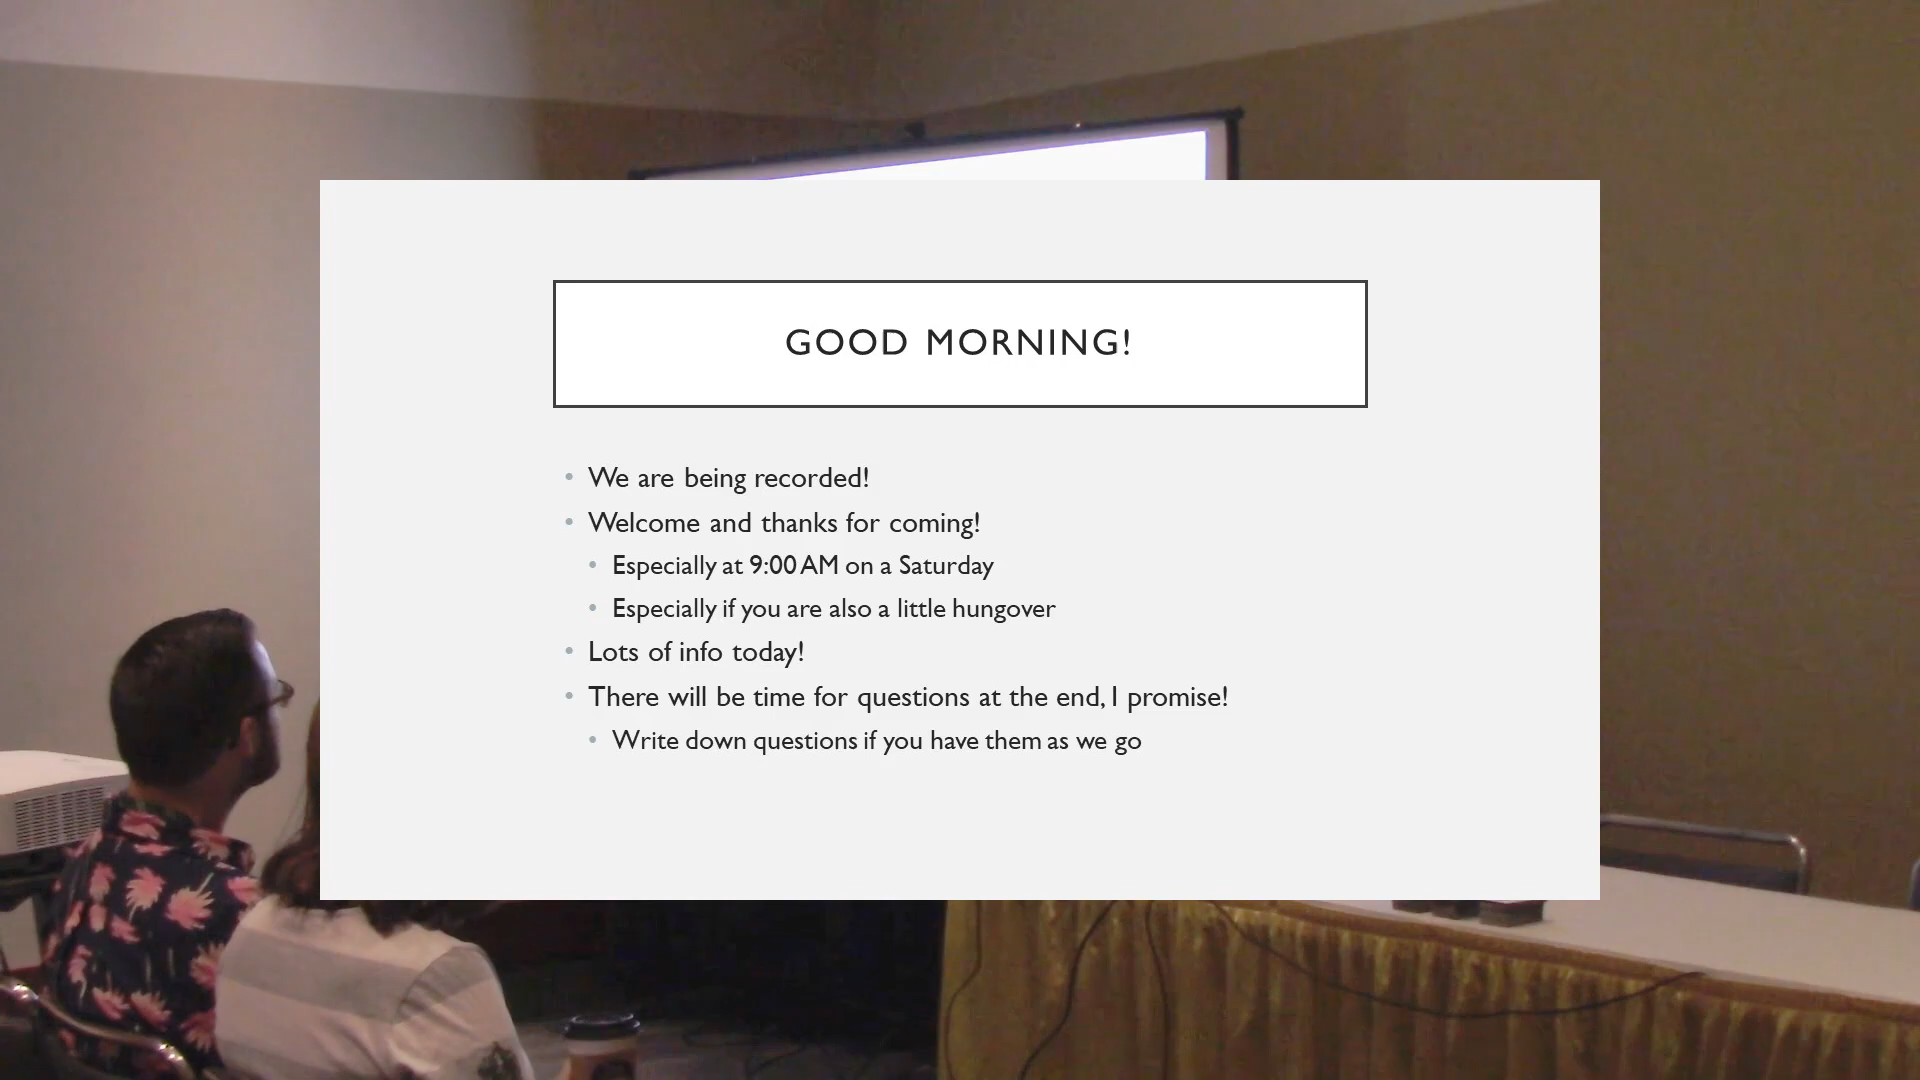 GOOD MORNING!
We are being recorded!
Welcome and thanks for coming!
Especially at 9:00 AM on a Saturday
Especially if you are also a little hungover
Lots of info today!
There will be time for questions at the end, I promise!
Write down questions if you have them as we go